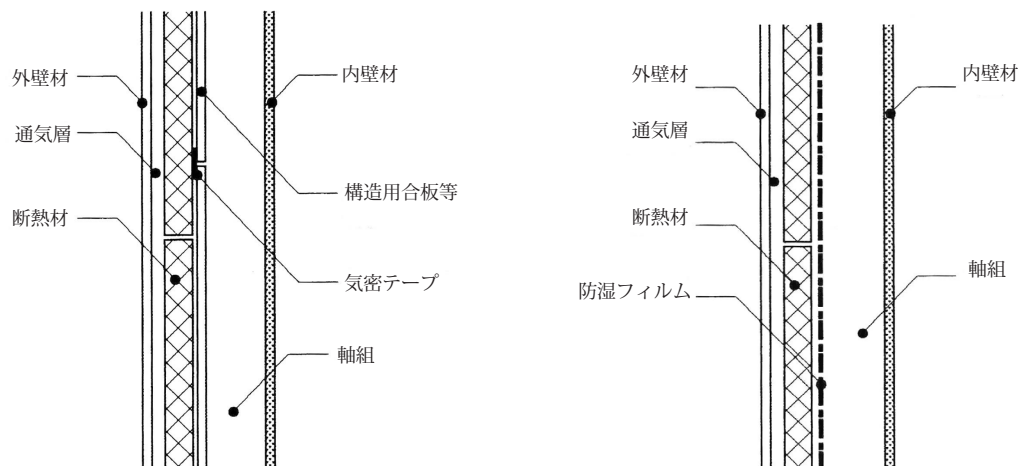 外壁材
内壁材
通気層
構造用合板等
断熱材
気密テープ
軸組
外壁材
内壁材
通気層
断熱材
軸組
防湿フィルム